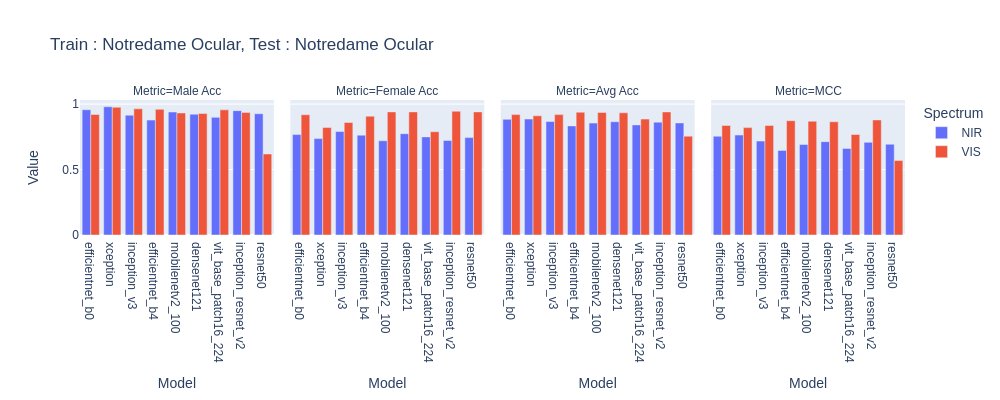 Train : Notredame Ocular, Test : Notredame Ocular
Metric=Male Acc
Metric=Female Acc
Metric=Avg Acc
Metric=MCC
Spectrum
NIR
VIS
Value
1
0.5
0
efficientnet_b0
xception
inception_v3
efficientnet_b4
mobilenetv2_100
densenet121
vit_base_patch16_224
inception_resnet_v2
resnet50
efficientnet_b0
xception
inception_v3
efficientnet_b4
mobilenetv2_100
densenet121
vit_base_patch16_224
inception_resnet_v2
resnet50
efficientnet_b0
xception
inception_v3
efficientnet_b4
mobilenetv2_100
densenet121
vit_base_patch16_224
inception_resnet_v2
resnet50
efficientnet_b0
xception
inception_v3
efficientnet_b4
mobilenetv2_100
densenet121
vit_base_patch16_224
inception_resnet_v2
resnet50
Model
Model
Model
Model